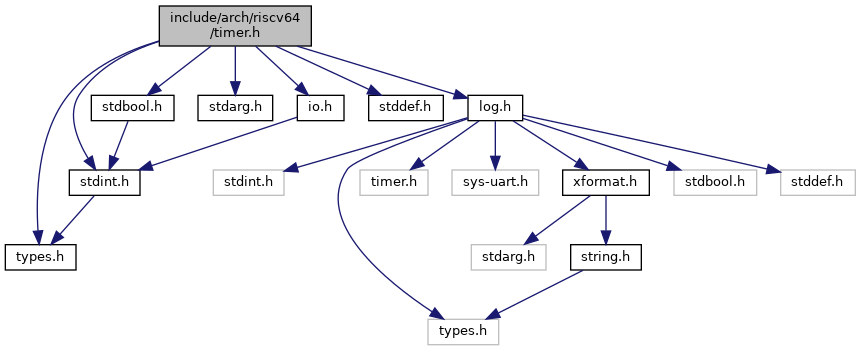 include/arch/riscv64
/timer.h
stdbool.h
stdarg.h
io.h
stddef.h
log.h
stdint.h
stdint.h
timer.h
sys-uart.h
xformat.h
stdbool.h
stddef.h
types.h
stdarg.h
string.h
types.h